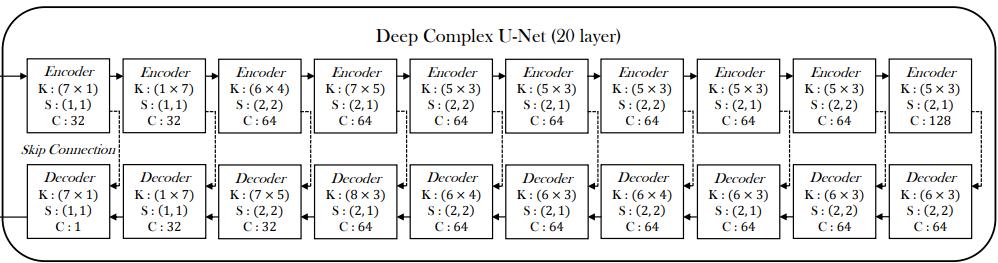 Deep Complex U-Net (20 layer)
Encoder
K : (7 × 1)
S : (1, 1)
C : 32
Encoder
K : (1 × 7)
S : (1, 1)
C : 32
Encoder
K : (6 × 4)
S : (2, 2)
C : 64
Encoder
K : (7 × 5)
S : (2, 1)
C : 64
Encoder
K : (5 × 3)
S : (2, 2)
C : 64
Encoder
K : (5 × 3)
S : (2, 1)
C : 64
Encoder
K : (5 × 3)
S : (2, 2)
C : 64
Encoder
K : (5 × 3)
S : (2, 1)
C : 64
Encoder
K : (5 × 3)
S : (2, 2)
C : 64
Encoder
K : (5 × 3)
S : (2, 1)
C : 128
Skip Connection
Decoder
K : (7 × 1)
S : (1, 1)
C : 1
Decoder
K : (1 × 7)
S : (1, 1)
C : 32
Decoder
K : (7 × 5)
S : (2, 2)
C : 32
Decoder
K : (8 × 3)
S : (2, 1)
C : 64
Decoder
K : (6 × 4)
S : (2, 2)
C : 64
Decoder
K : (6 × 3)
S : (2, 1)
C : 64
Decoder
K : (6 × 4)
S : (2, 2)
C : 64
Decoder
K : (6 × 3)
S : (2, 1)
C : 64
Decoder
K : (6 × 3)
S : (2, 2)
C : 64
Decoder
K : (6 × 3)
S : (2, 2)
C : 64